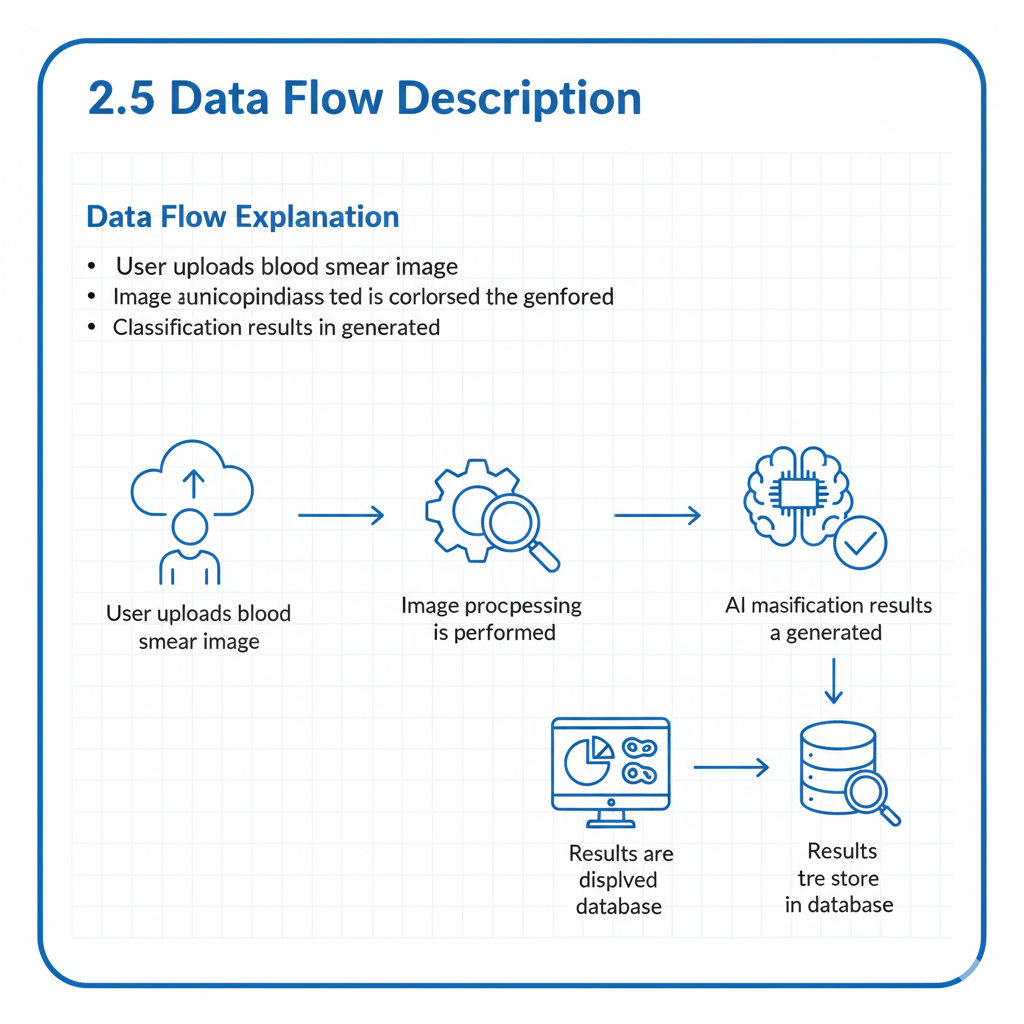 2.5 Data Flow Description
Data Flow Explanation
• User uploads blood smear image
• Image aunicopindiass ted is corlorsed the genfored
• Classification results in generated
User uploads blood
smear image
Image procpessing
is performed
AI masification results
a generated
Results are
displved
database
Results
tre store
in database